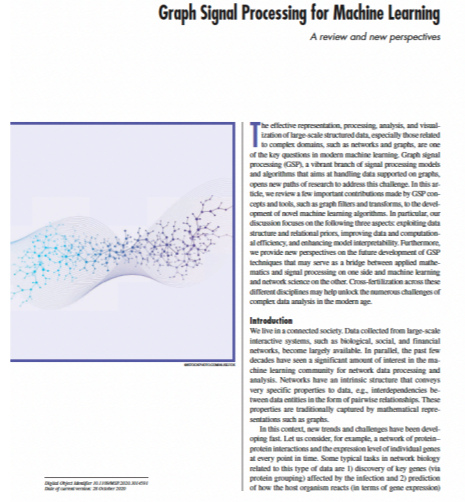 Graph Signal Processing for Machine Learning
A review and new perspectives
The effective representation, processing, analysis, and visual-
ization of large-scale structured data, especially those related
to complex domains, such as networks and graphs, are one
of the key questions in modern machine learning. Graph signal
processing (GSP), a vibrant branch of signal processing models
and algorithms that aims at handling data supported on graphs,
opens new paths of research to address this challenge. In this ar-
ticle, we review a few important contributions made by GSP con-
cepts and tools, such as graph filters and transforms, to the devel-
opment of novel machine learning algorithms. In particular, our
discussion focuses on the following three aspects: exploiting data
structure and relational priors, improving data and computation-
al efficiency, and enhancing model interpretability. Furthermore,
we provide new perspectives on the future development of GSP
techniques that may serve as a bridge between applied mathe-
matics and signal processing on one side and machine learning
and network science on the other. Cross-fertilization across these
different disciplines may help unlock the numerous challenges of
complex data analysis in the modern age.
Introduction
We live in a connected society. Data collected from large-scale
interactive systems, such as biological, social, and financial
networks, become largely available. In parallel, the past few
decades have seen a significant amount of interest in the ma-
chine learning community for network data processing and
analysis. Networks have an intrinsic structure that conveys
very specific properties to data, e.g., interdependencies be-
tween data entities in the form of pairwise relationships. These
properties are traditionally captured by mathematical repre-
sentations such as graphs.
In this context, new trends and challenges have been devel-
oping fast. Let us consider, for example, a network of protein–
protein interactions and the expression level of individual genes
at every point in time. Some typical tasks in network biology
related to this type of data are 1) discovery of key genes (via
protein grouping) affected by the infection and 2) prediction
of how the host organism reacts (in terms of gene expression)
Digital Object Identifier
Date of current version: 28 October 2020